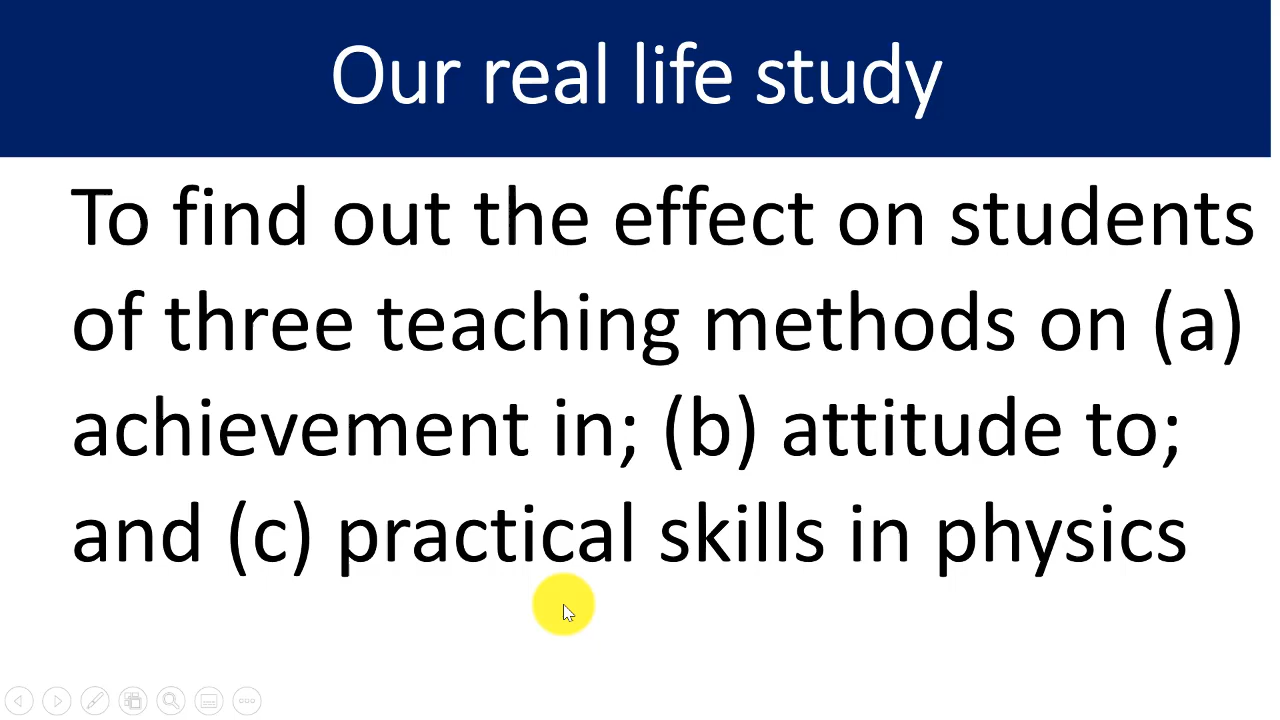 Our real life study
To find out the effect on students
of three teaching methods on (a)
achievement in; (b) attitude to;
and (c) practical skills in physics